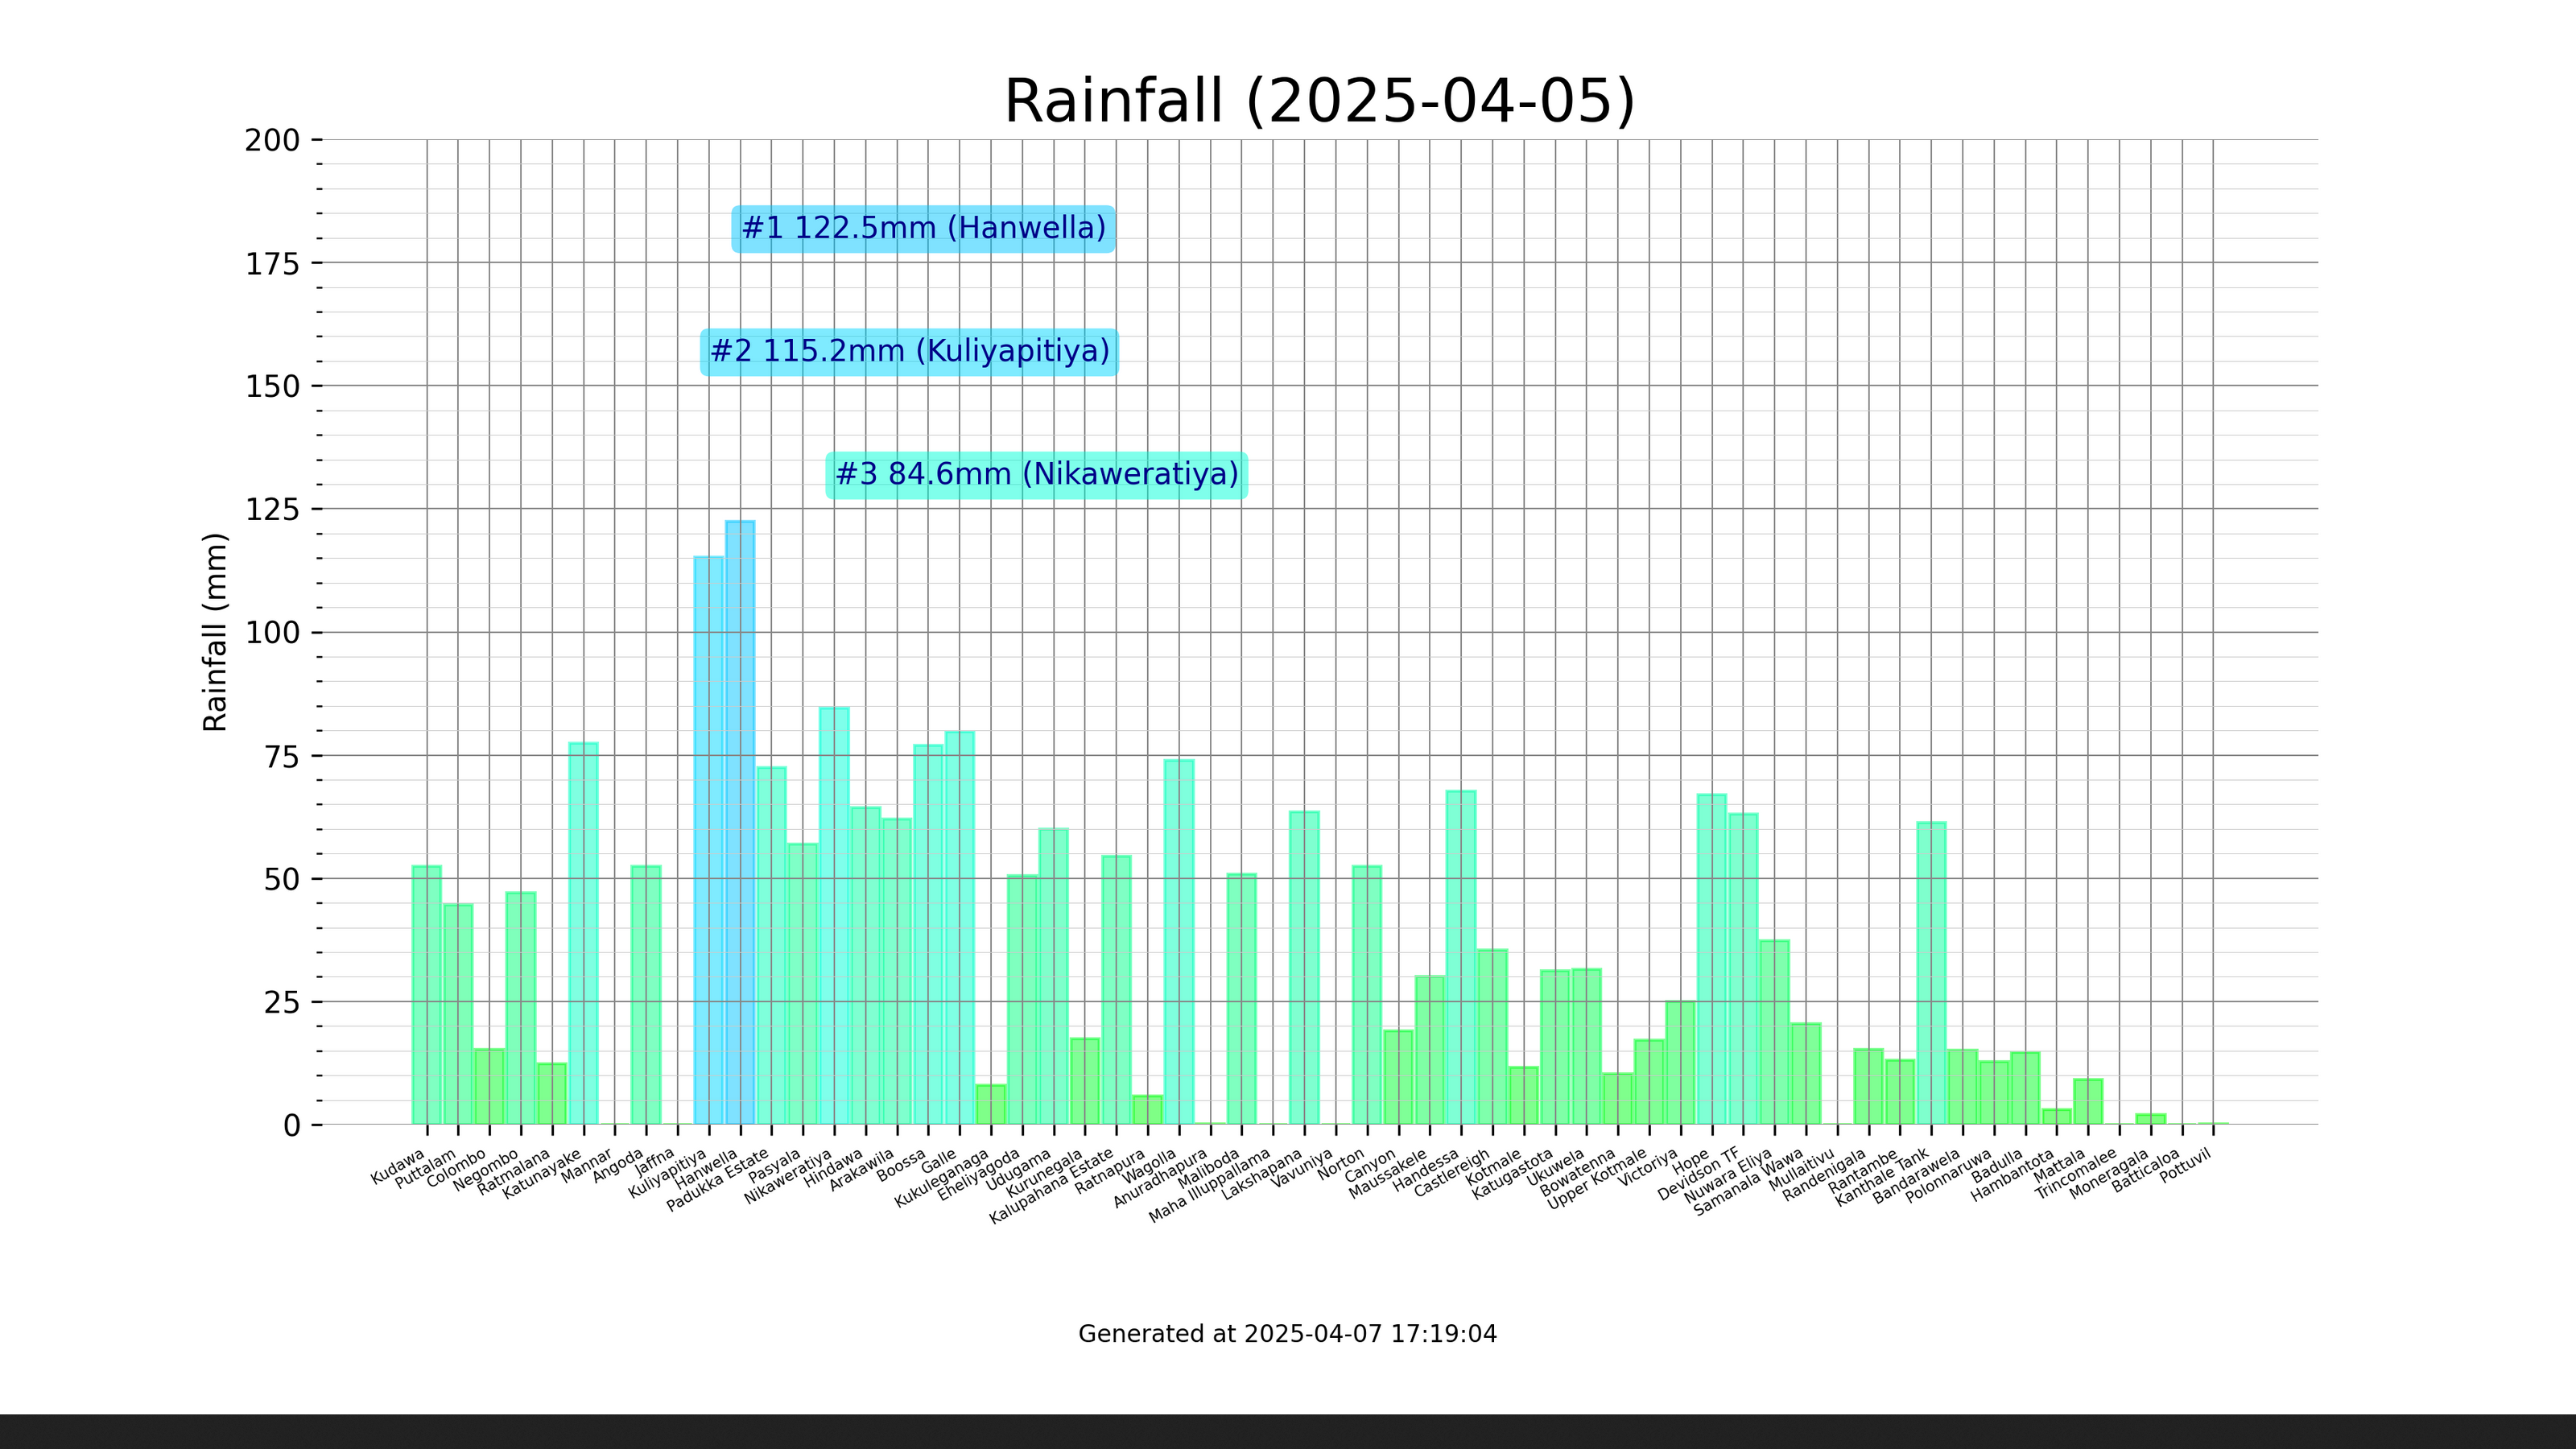 Rainfall (2025-04-05)
200
175
150
125
100
75
50
25
0
Rainfall (mm)
#1 122.5mm (Hanwella)
#2 115.2mm (Kuliyapitiya)
#3 84.6mm (Nikaweratiya)
Kudawa
Puttalam
Colombo
Negombo
Ratmalana
Katunayake
Mannar
Angoda
Jaffna
Kuliyapitiya
Hanwella
Padukka Estate
Pasyala
Nikaweratiya
Hindawa
Arakawila
Boossa
Galle
Kukuleganaga
Eheliyagoda
Udugama
Kurunegala
Kalupahana Estate
Ratnapura
Wagolla
Anuradhapura
Maliboda
Maha Illuppallama
Lakshapana
Vavuniya
Norton
Canyon
Maussakele
Handessa
Castlereigh
Kotmale
Katugastota
Ukuwela
Bowatenna
Upper Kotmale
Victoriya
Hope
Devidson TF
Nuwara Eliya
Samanala Wawa
Mullaitivu
Randenigala
Rantambe
Kanthale Tank
Bandarawela
Polonnaruwa
Badulla
Hambantota
Mattala
Trincomalee
Moneragala
Batticaloa
Pottuvil
Generated at 2025-04-07 17:19:04